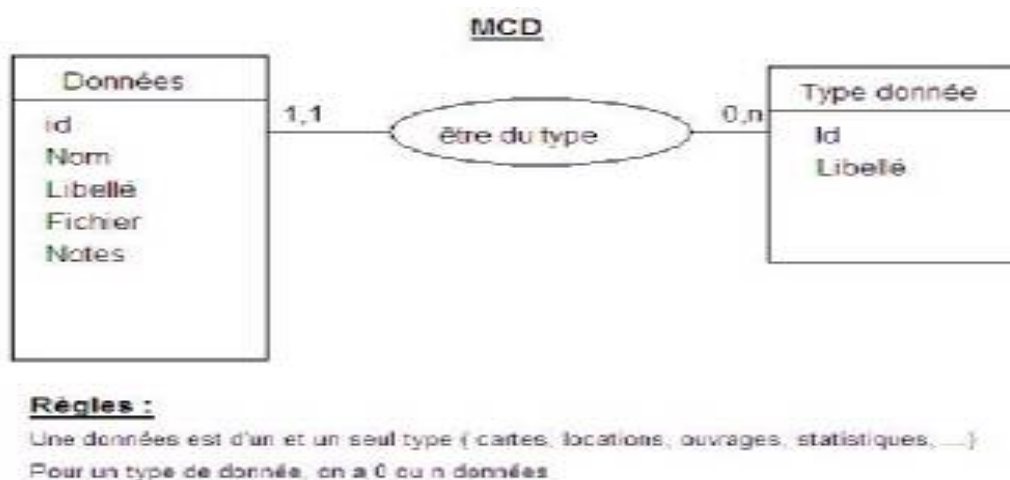 MCD
Données
id
Nom
Libellé
Fichier
Notes
1,1
être du type
0,n
Type donnée
Id
Libellé
Règles :
Une données est d'un et un seul type ( cartes, locations, ouvrages, statistiques, ...)
Pour un type de donnée, on a 0 ou n données